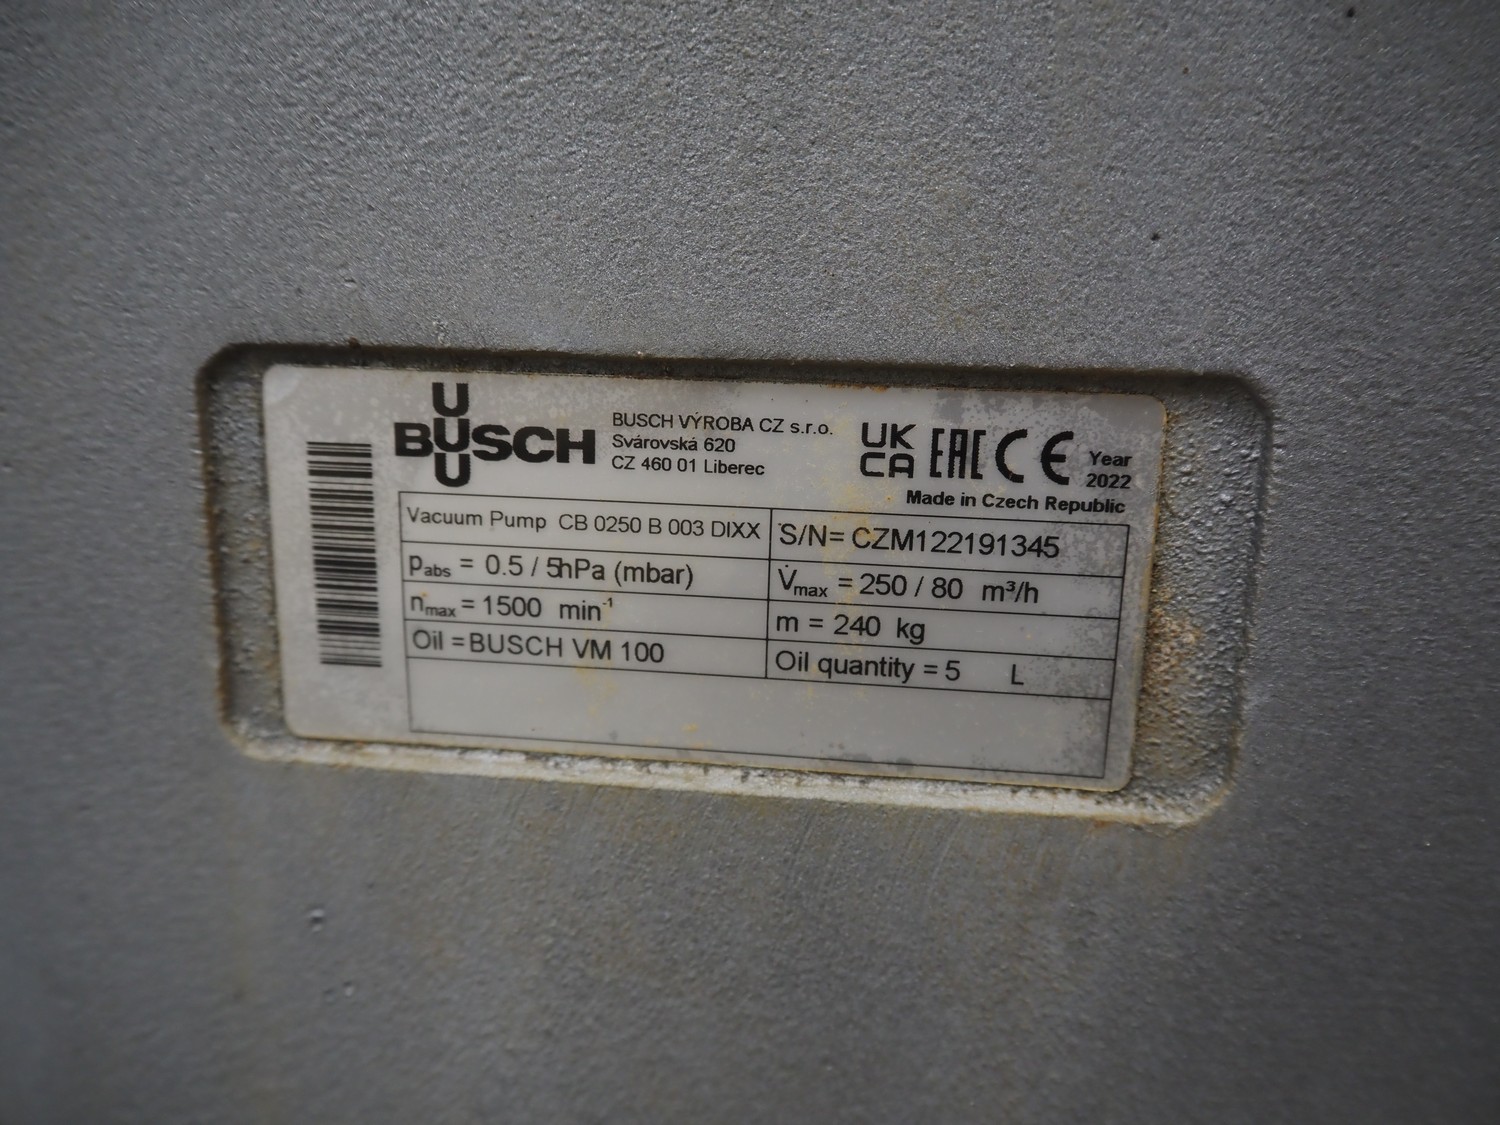 BUSCH
U
U
BUSCH VÝROBA CZ s.r.o.
Svárovská 620
CZ 460 01 Liberec
UK
CA EAC CE
Year
2022
Made in Czech Republic
Vacuum Pump CB 0250 B 003 DIXX S/N= CZM122191345
pabs = 0.5 / 5hPa (mbar) V̇max = 250 / 80 m³/h
nmax = 1500 min⁻¹ m = 240 kg
Oil =BUSCH VM 100 Oil quantity = 5 L